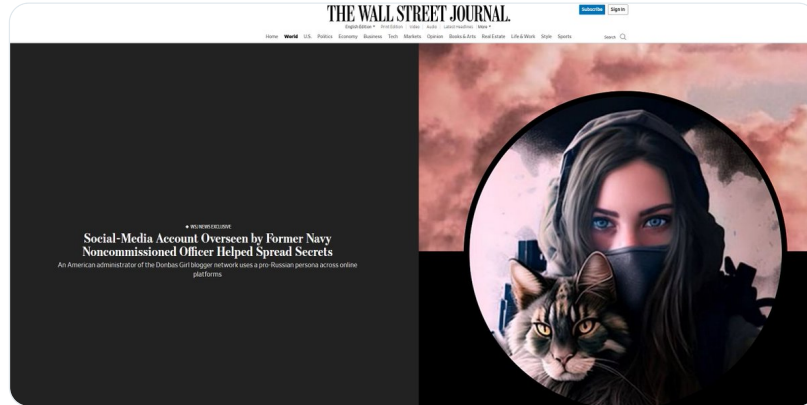 THE WALL STREET JOURNAL.
Subscribe Sign In
English Edition Print Edition Video Audio Latest Headlines More
Home World U.S. Politics Economy Business Tech Markets Opinion Books & Arts Real Estate Life & Work Style Sports Search
WSJ NEWS EXCLUSIVE
Social-Media Account Overseen by Former Navy
Noncommissioned Officer Helped Spread Secrets
An American administrator of the Donbas Girl blogger network uses a pro-Russian persona across online
platforms